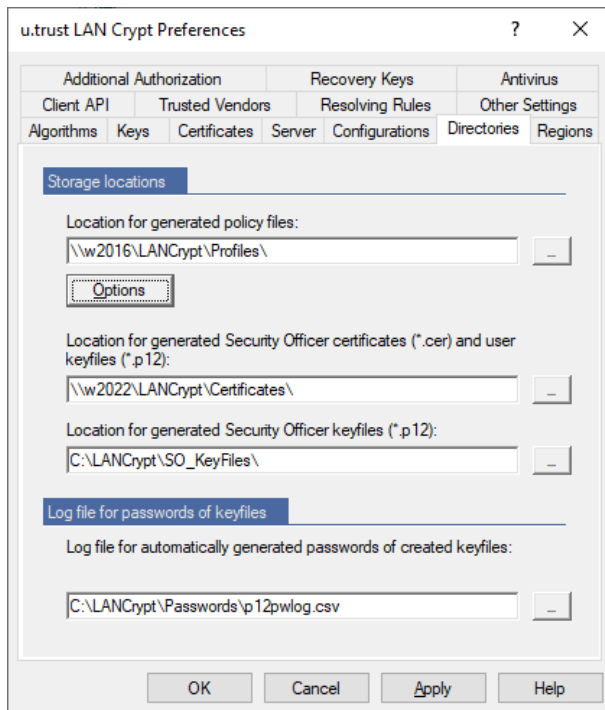 u.trust LAN Crypt Preferences
?
Additional Authorization Recovery Keys Antivirus
Client API Trusted Vendors Resolving Rules Other Settings
Algorithms Keys Certificates Server Configurations Directories Regions
Storage locations
Location for generated policy files:
\\w2016\LANCrypt\Profiles\ ...
Options
Location for generated Security Officer certificates (*.cer) and user
keyfiles (*.p12):
\\w2022\LANCrypt\Certificates\ ...
Location for generated Security Officer keyfiles (*.p12):
C:\LANCrypt\SO_KeyFiles\ ...
Log file for passwords of keyfiles
Log file for automatically generated passwords of created keyfiles:
C:\LANCrypt\Passwords\p12pwlog.csv ...
OK Cancel Apply Help